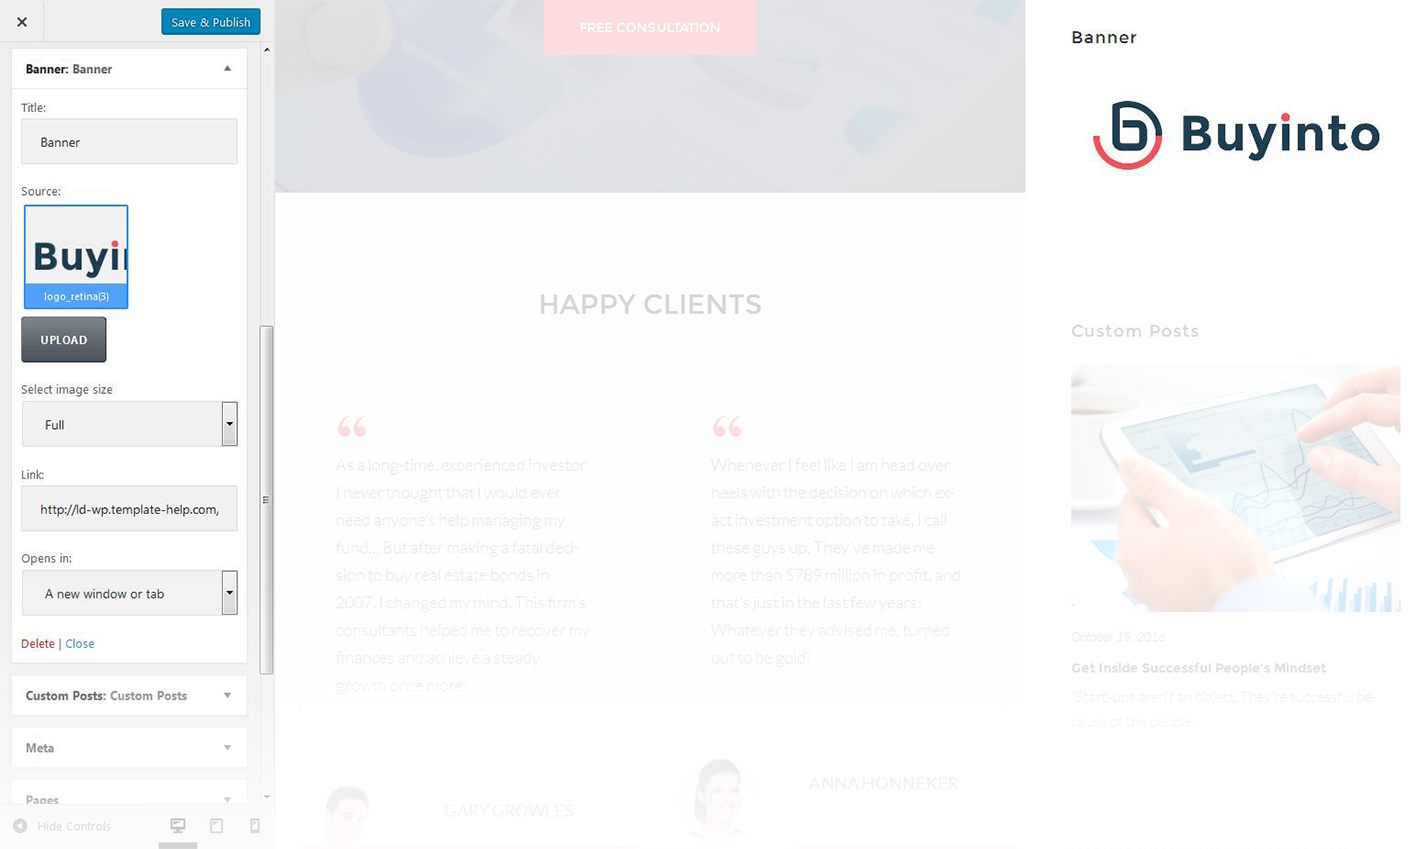 Save & Publish
Banner: Banner
Title:
Banner
Source:
Buyin
logo_retina(3)
UPLOAD
Select image size
Full
Link:
http://ld-wp.template-help.com,
Opens in:
A new window or tab
Delete | Close
Custom Posts: Custom Posts
Meta
Pages
Hide Controls
FREE CONSULTATION
HAPPY CLIENTS
As a long-time, experienced investor
I never thought that I would ever
need anyone's help managing my
fund... But after making a fatal deci-
sion to buy real estate bonds in
2007, I changed my mind. This firm's
consultants helped me to recover my
finances and achieve a steady
growth once more!
GARY GROWLES
Whenever I feel like I am head over
heels with the decision on which ex-
act investment option to take, I call
these guys up. They've made me
more than $789 million in profit, and
that's just in the last few years!
Whatever they advised me, turned
out to be gold!
ANNA HONNEKER
Banner
Buyinto
Custom Posts
October 19, 2016
Get Inside Successful People's Mindset
"Start-ups aren't an object. They're successful be-
cause of the people...